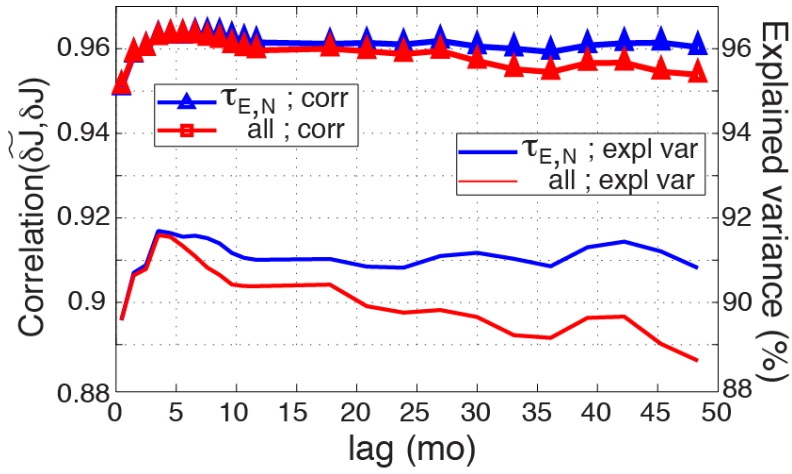 0.96
0.94
0.92
0.9
0.88
Correlation(δ̃J,δJ)
τE,N ; corr
all ; corr
τE,N ; expl var
all ; expl var
96
94
92
90
88
Explained variance (%)
0 5 10 15 20 25 30 35 40 45 50
lag (mo)